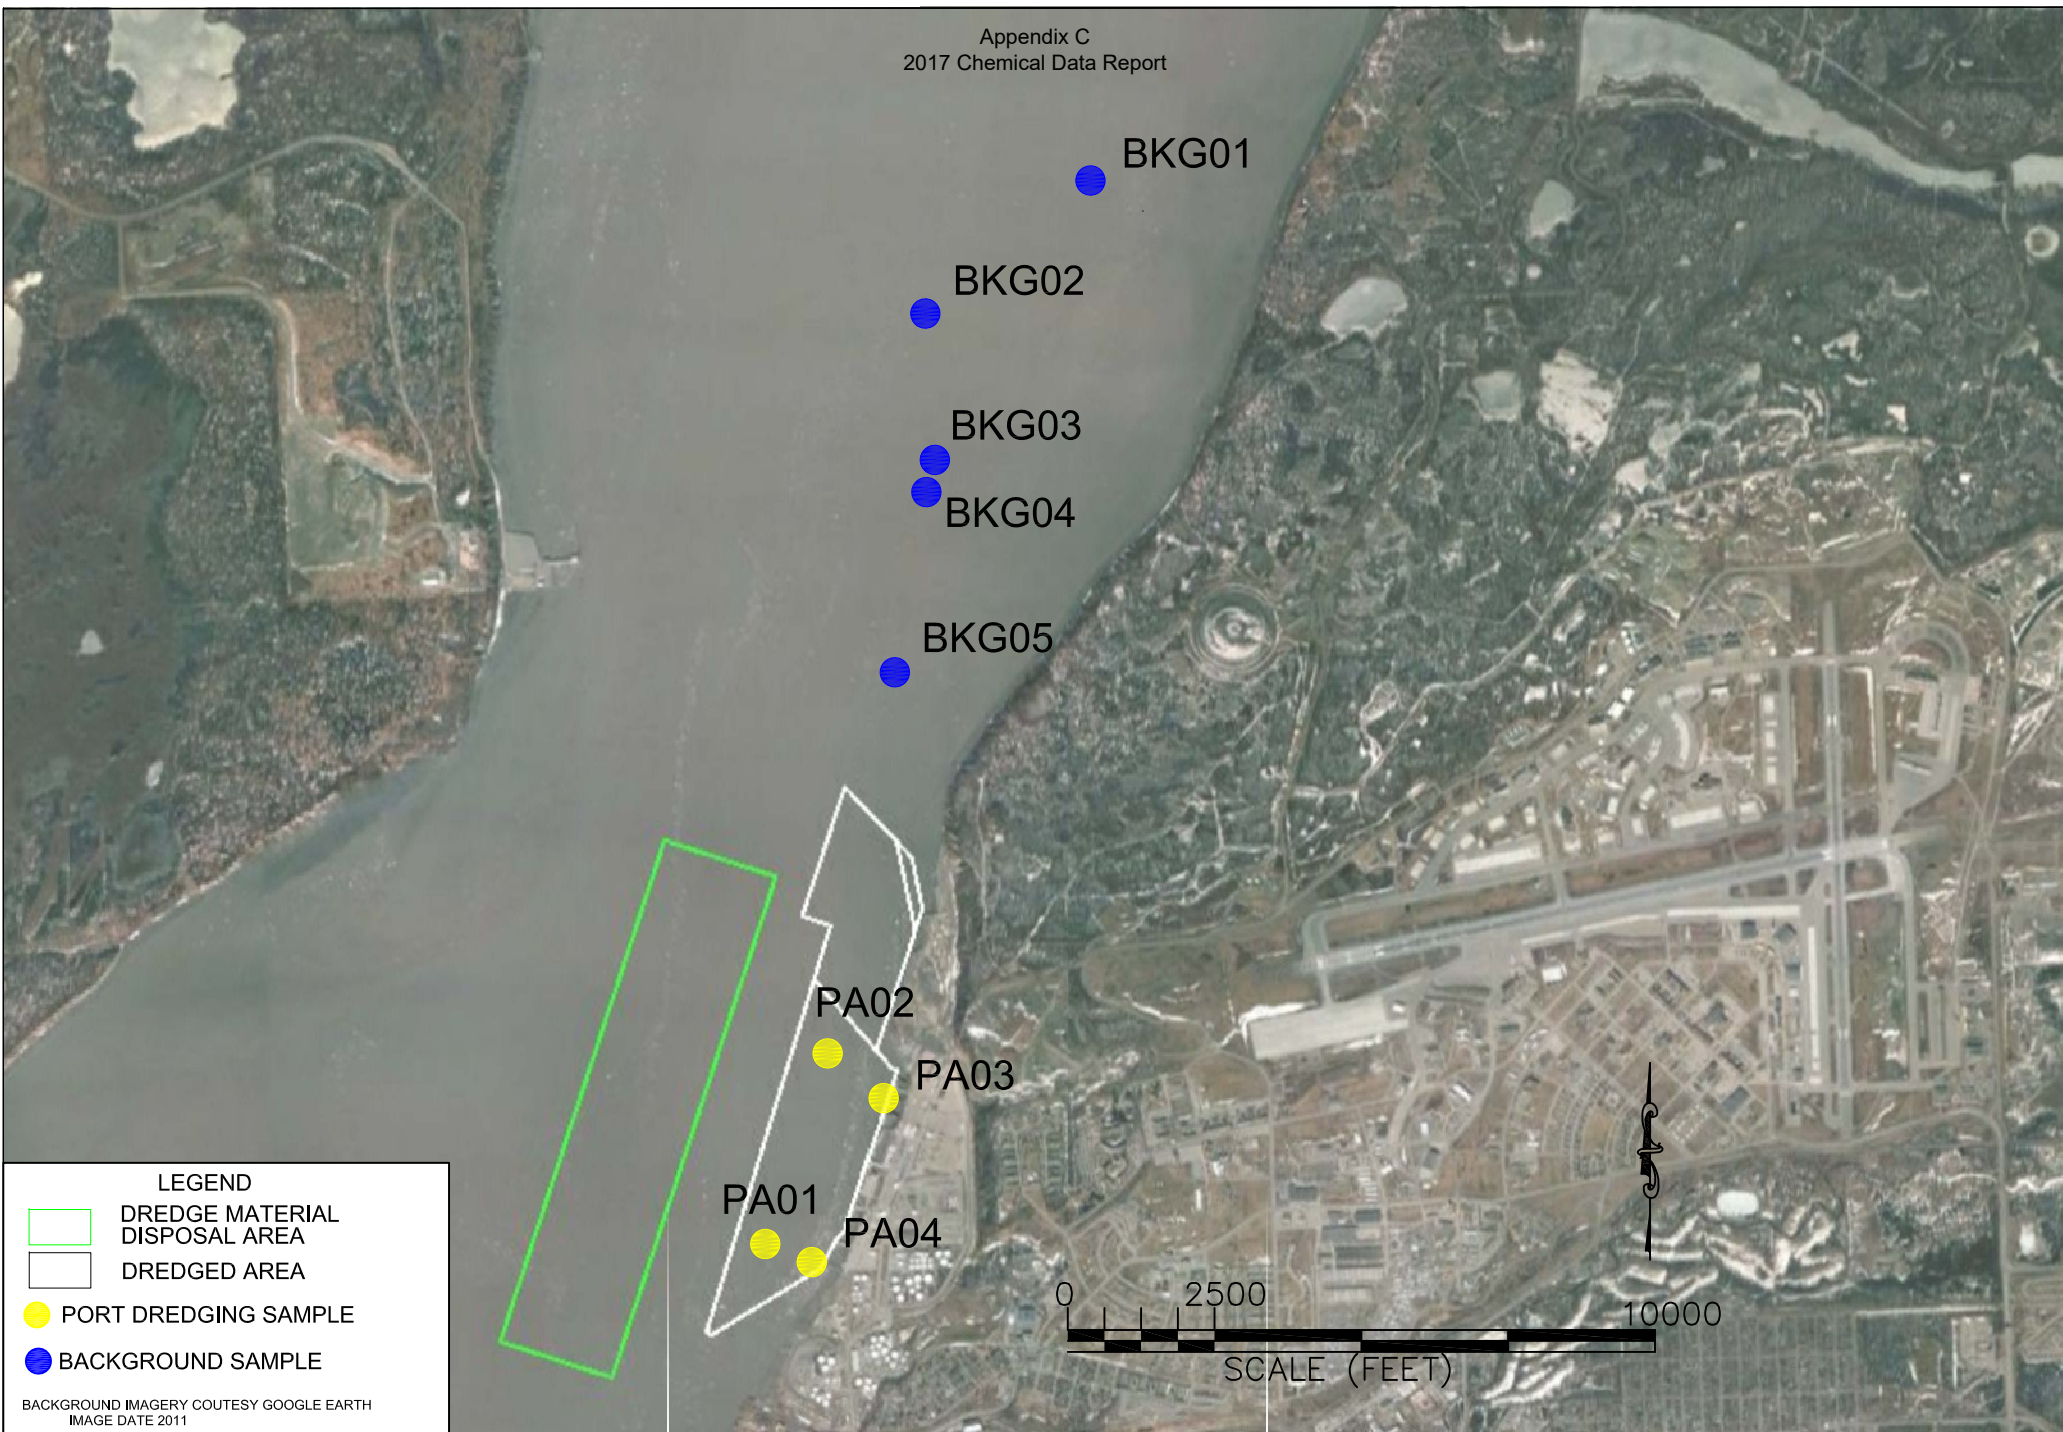 Appendix C
2017 Chemical Data Report
BKG01
BKG02
BKG03
BKG04
BKG05
PA02
PA03
PA01
PA04
LEGEND
DREDGE MATERIAL
DISPOSAL AREA
DREDGED AREA
PORT DREDGING SAMPLE
BACKGROUND SAMPLE
BACKGROUND IMAGERY COUTESY GOOGLE EARTH
IMAGE DATE 2011
0 2500 10000
SCALE (FEET)